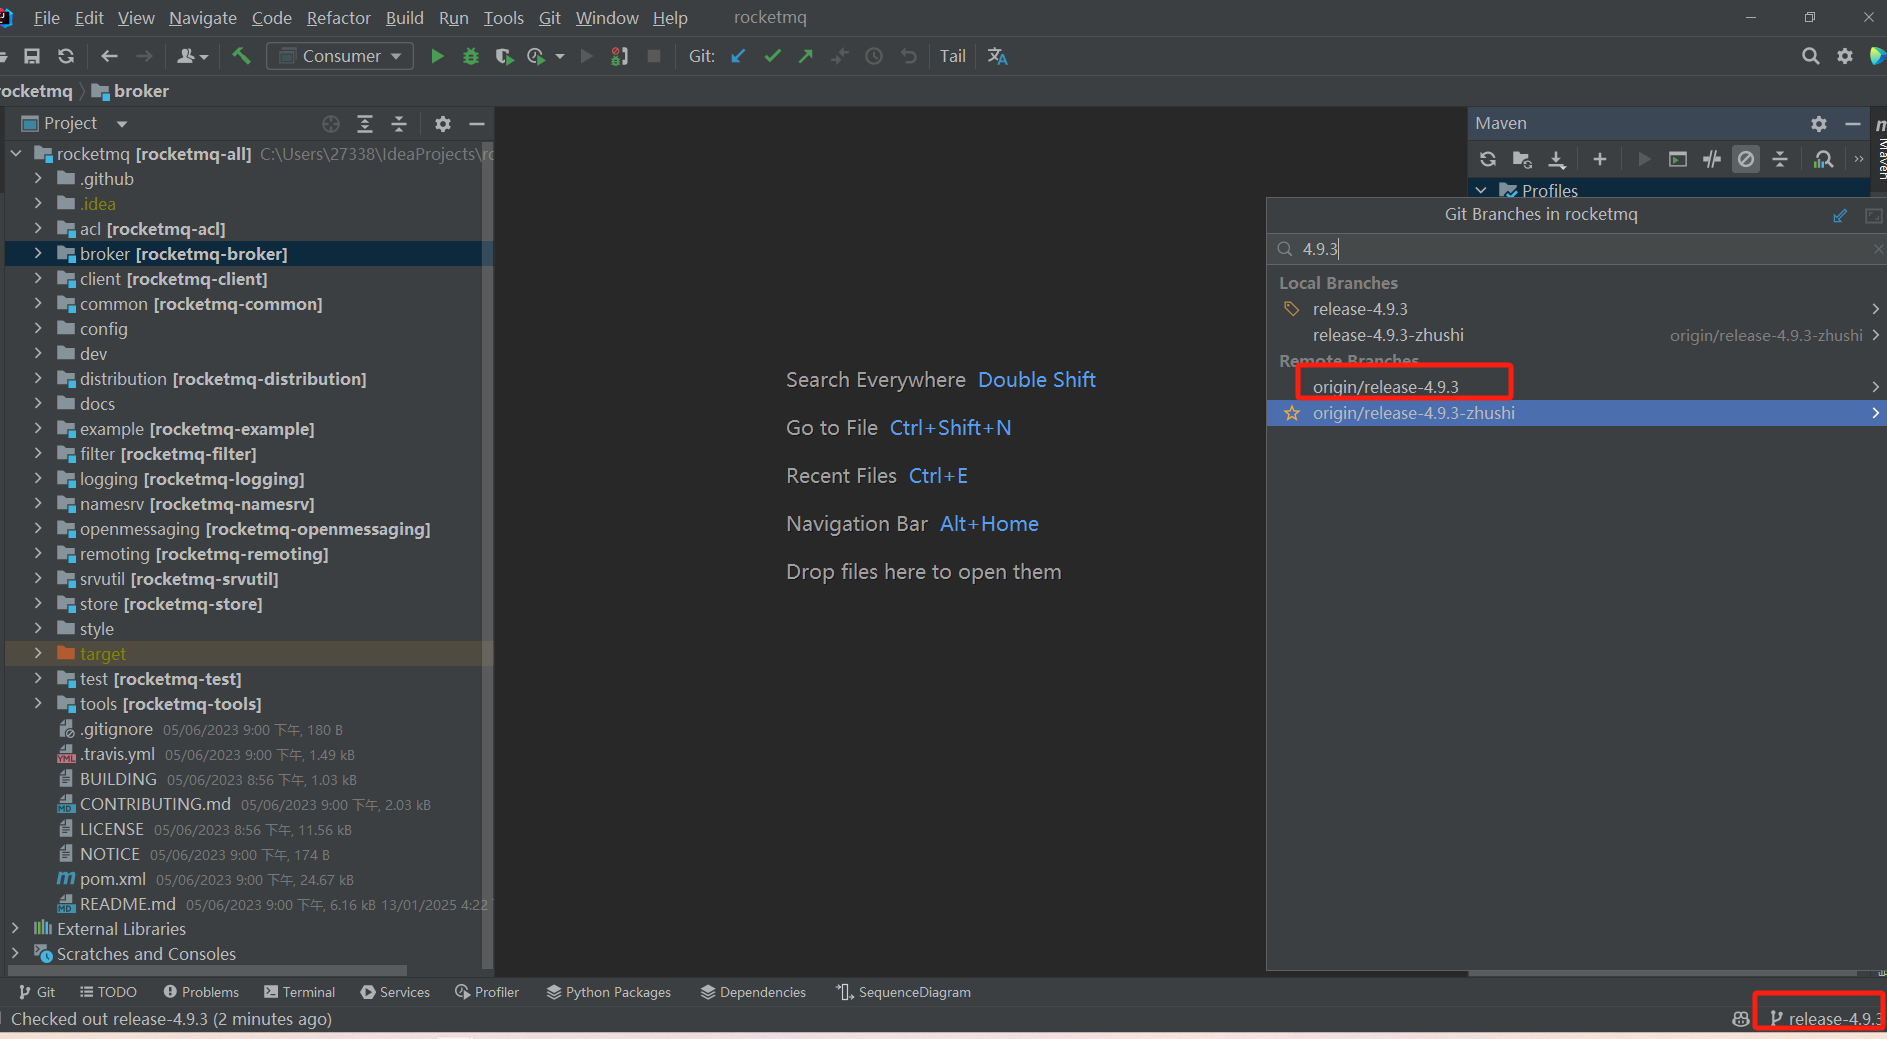 File Edit View Navigate Code Refactor Build Run Tools Git Window Help rocketmq
Consumer Git: Tail
ocketmq broker
Project
rocketmq [rocketmq-all] C:\Users\27338\IdeaProjects\rc
.github
.idea
acl [rocketmq-acl]
broker [rocketmq-broker]
client [rocketmq-client]
common [rocketmq-common]
config
dev
distribution [rocketmq-distribution]
docs
example [rocketmq-example]
filter [rocketmq-filter]
logging [rocketmq-logging]
namesrv [rocketmq-namesrv]
openmessaging [rocketmq-openmessaging]
remoting [rocketmq-remoting]
srvutil [rocketmq-srvutil]
store [rocketmq-store]
style
target
test [rocketmq-test]
tools [rocketmq-tools]
.gitignore 05/06/2023 9:00 下午, 180 B
.travis.yml 05/06/2023 9:00 下午, 1.49 kB
BUILDING 05/06/2023 8:56 下午, 1.03 kB
CONTRIBUTING.md 05/06/2023 9:00 下午, 2.03 kB
LICENSE 05/06/2023 8:56 下午, 11.56 kB
NOTICE 05/06/2023 9:00 下午, 174 B
pom.xml 05/06/2023 9:00 下午, 24.67 kB
README.md 05/06/2023 9:00 下午, 6.16 kB 13/01/2025 4:22
External Libraries
Scratches and Consoles
Search Everywhere Double Shift
Go to File Ctrl+Shift+N
Recent Files Ctrl+E
Navigation Bar Alt+Home
Drop files here to open them
Maven
Maven
Profiles
Git Branches in rocketmq
4.9.3
Local Branches
release-4.9.3
release-4.9.3-zhushi origin/release-4.9.3-zhushi
Remote Branches
origin/release-4.9.3
origin/release-4.9.3-zhushi
Git TODO Problems Terminal Services Profiler Python Packages Dependencies SequenceDiagram
Checked out release-4.9.3 (2 minutes ago)
release-4.9.3